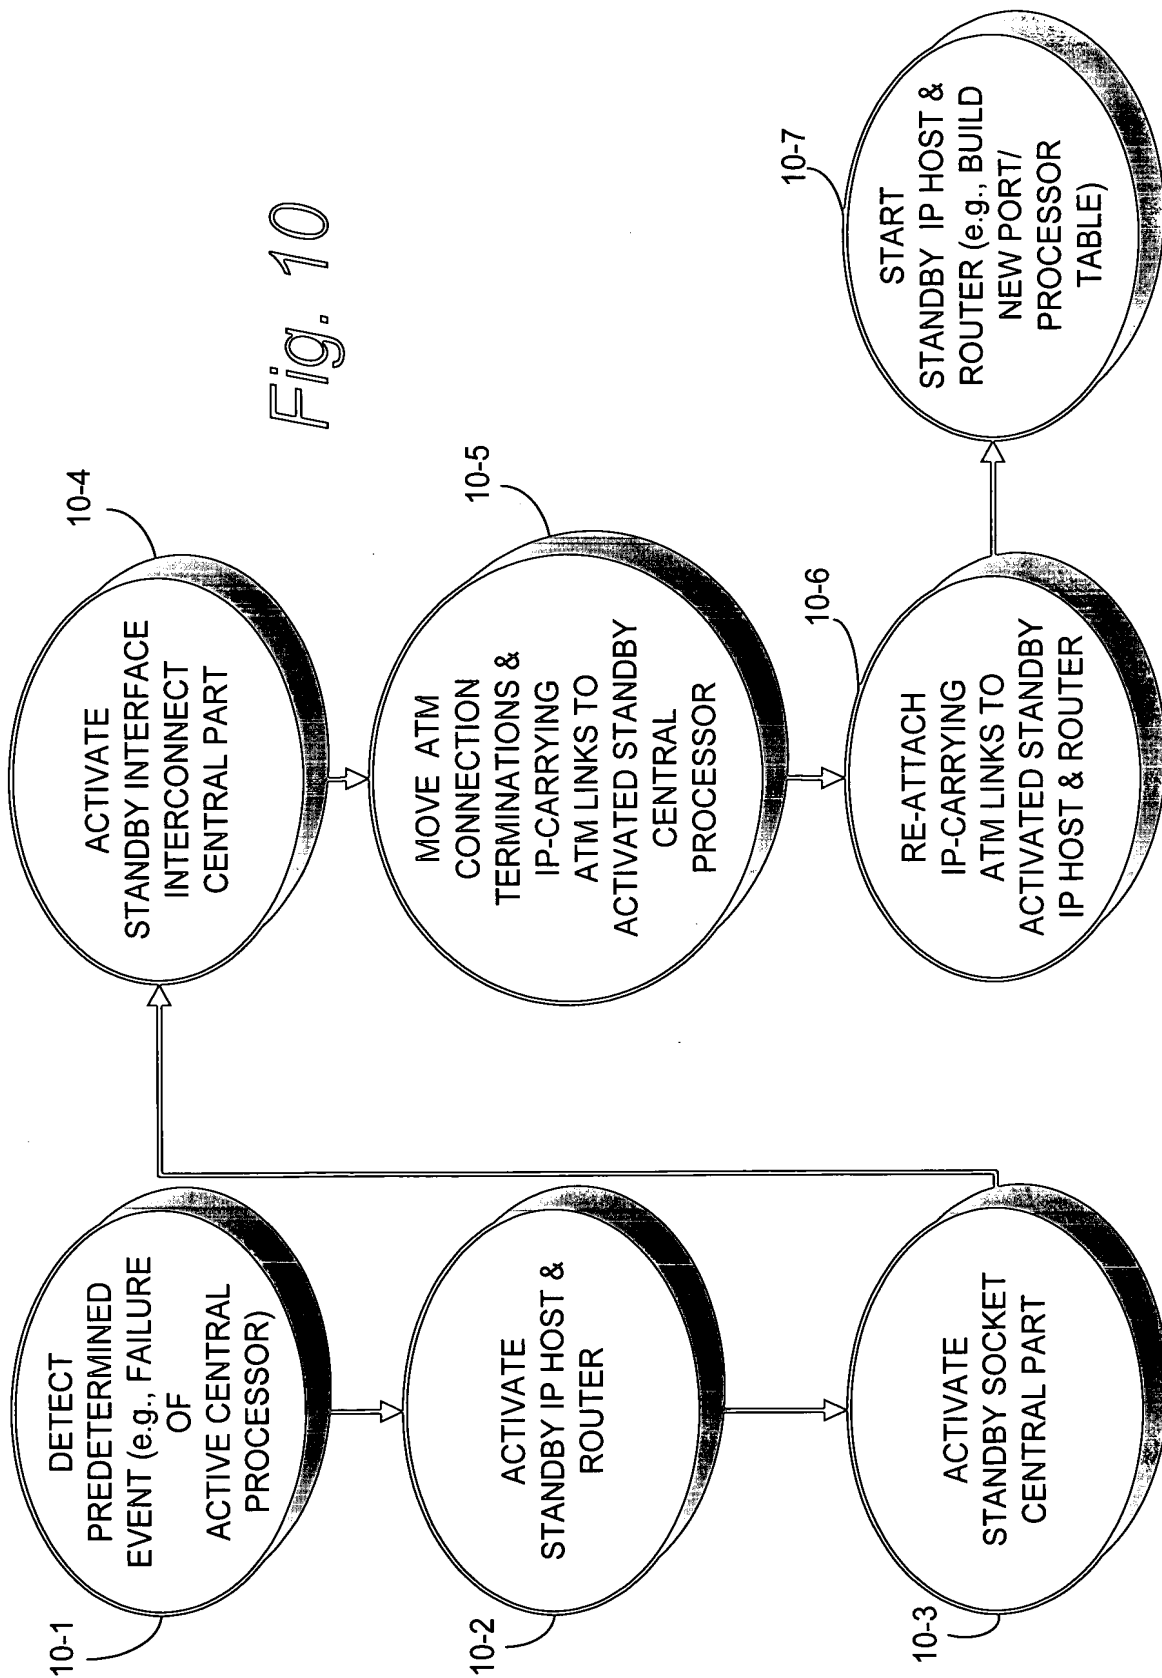 10-1
DETECT
PREDETERMINED
EVENT (e.g., FAILURE
OF
ACTIVE CENTRAL
PROCESSOR)
10-2
ACTIVATE
STANDBY IP HOST &
ROUTER
10-3
ACTIVATE
STANDBY SOCKET
CENTRAL PART
10-4
ACTIVATE
STANDBY INTERFACE
INTERCONNECT
CENTRAL PART
10-5
MOVE ATM
CONNECTION
TERMINATIONS &
IP-CARRYING
ATM LINKS TO
ACTIVATED STANDBY
CENTRAL
PROCESSOR
10-6
RE-ATTACH
IP-CARRYING
ATM LINKS TO
ACTIVATED STANDBY
IP HOST & ROUTER
10-7
START
STANDBY IP HOST &
ROUTER (e.g., BUILD
NEW PORT/
PROCESSOR
TABLE)
Fig. 10